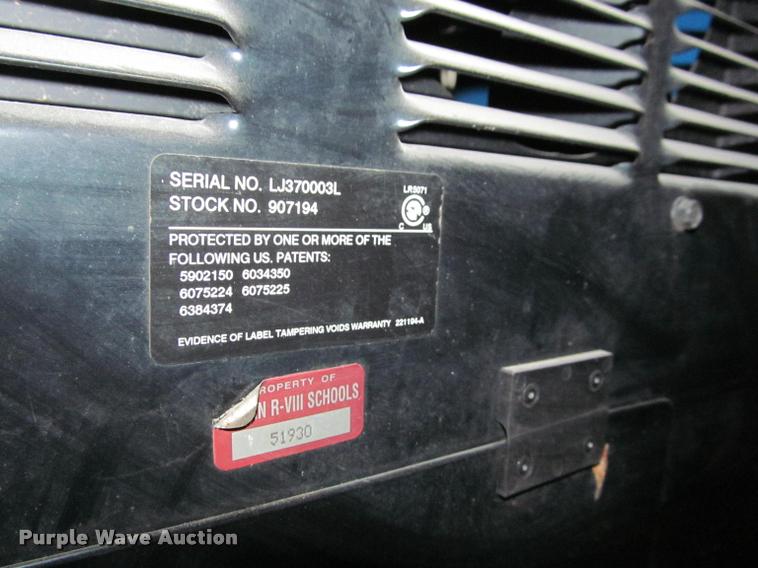 SERIAL NO. LJ370003L
STOCK NO. 907194
LR5071
C US
PROTECTED BY ONE OR MORE OF THE
FOLLOWING US. PATENTS:
5902150 6034350
6075224 6075225
6384374
EVIDENCE OF LABEL TAMPERING VOIDS WARRANTY 221194-A
ROPERTY OF
N R-VIII SCHOOLS
51930
Purple Wave Auction